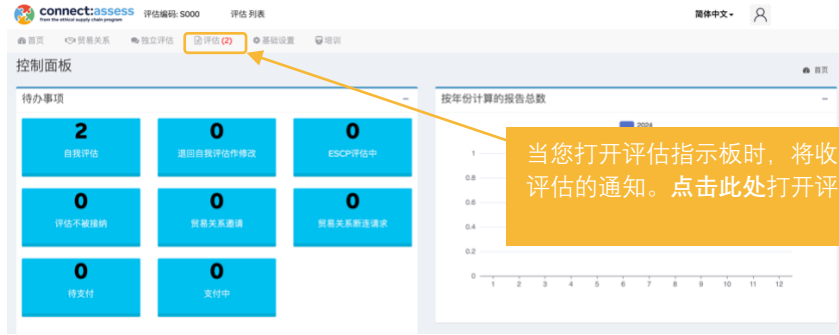 connect:assess 评估编码: S000 评估 列表 简体中文
from the ethical supply chain program
首页 贸易关系 独立评估 评估 (2) 基础设置 培训
控制面板
首页
待办事项
2
自我评估
0
退回自我评估作修改
0
ESCP评估中
0
评估不被接纳
0
贸易关系邀请
0
贸易关系断连请求
0
待支付
0
支付中
按年份计算的报告总数
2024
1
0.8
0.6
0.4
0.2
0
1 2 3 4 5 6 7 8 9 10 11 12
当您打开评估指示板时，将收
评估的通知。点击此处打开评